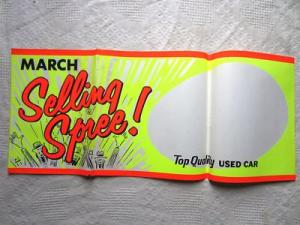 MARCH
Selling
Spree!
Top Quality USED CAR